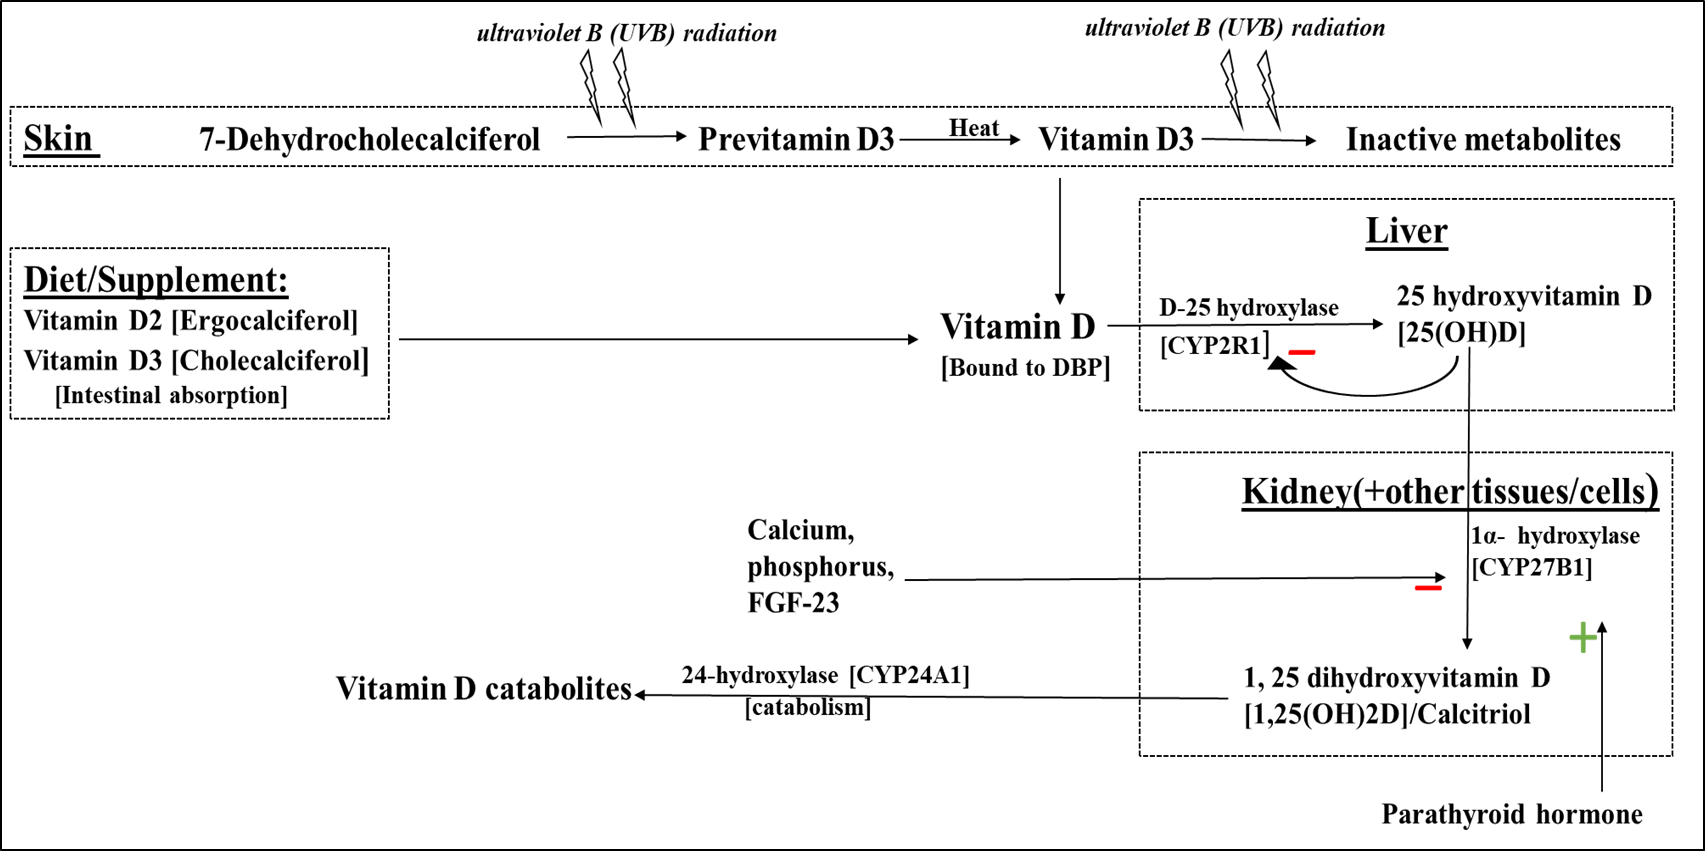 ultraviolet B (UVB) radiation
ultraviolet B (UVB) radiation
Skin
7-Dehydrocholecalciferol
Previtamin D3
Heat
Vitamin D3
Inactive metabolites
Diet/Supplement:
Vitamin D2 [Ergocalciferol]
Vitamin D3 [Cholecalciferol]
[Intestinal absorption]
Vitamin D
[Bound to DBP]
Liver
D-25 hydroxylase
[CYP2R1]
25 hydroxyvitamin D
[25(OH)D]
Kidney(+other tissues/cells)
1α- hydroxylase
[CYP27B1]
Calcium,
phosphorus,
FGF-23
1, 25 dihydroxyvitamin D
[1,25(OH)2D]/Calcitriol
24-hydroxylase [CYP24A1]
[catabolism]
Vitamin D catabolites
Parathyroid hormone